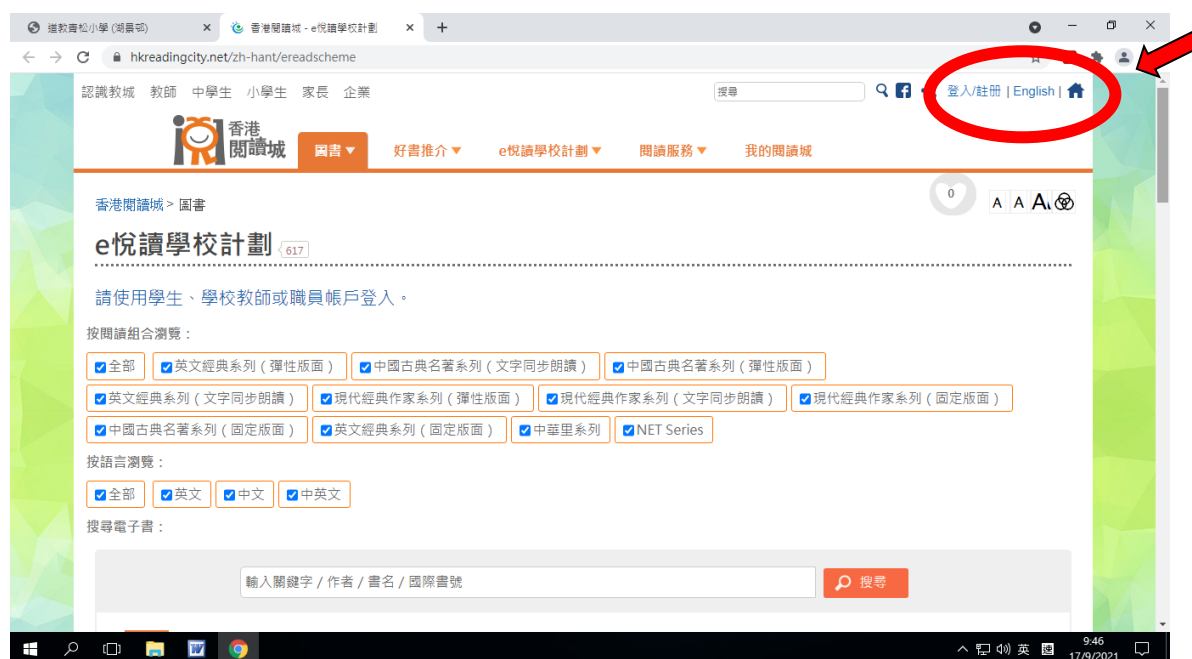 道教青松小學 (湖景邨)
香港閱讀城 - e悅讀學校計劃
hkreadingcity.net/zh-hant/ereadscheme
認識教城 教師 中學生 小學生 家長 企業
搜尋
登入/註冊 | English |
香港
閱讀城
圖書▼ 好書推介▼ e悅讀學校計劃▼ 閱讀服務▼ 我的閱讀城
0
A A A
香港閱讀城 > 圖書
e悅讀學校計劃 617
請使用學生、學校教師或職員帳戶登入。
按閱讀組合瀏覽：
全部 英文經典系列 ( 彈性版面 ) 中國古典名著系列 ( 文字同步朗讀 ) 中國古典名著系列 ( 彈性版面 )
英文經典系列 ( 文字同步朗讀 ) 現代經典作家系列 ( 彈性版面 ) 現代經典作家系列 ( 文字同步朗讀 ) 現代經典作家系列 ( 固定版面 )
中國古典名著系列 ( 固定版面 ) 英文經典系列 ( 固定版面 ) 中華里系列 NET Series
按語言瀏覽：
全部 英文 中文 中英文
搜尋電子書：
輸入關鍵字 / 作者 / 書名 / 國際書號
搜尋
英
9:46
17/9/2021